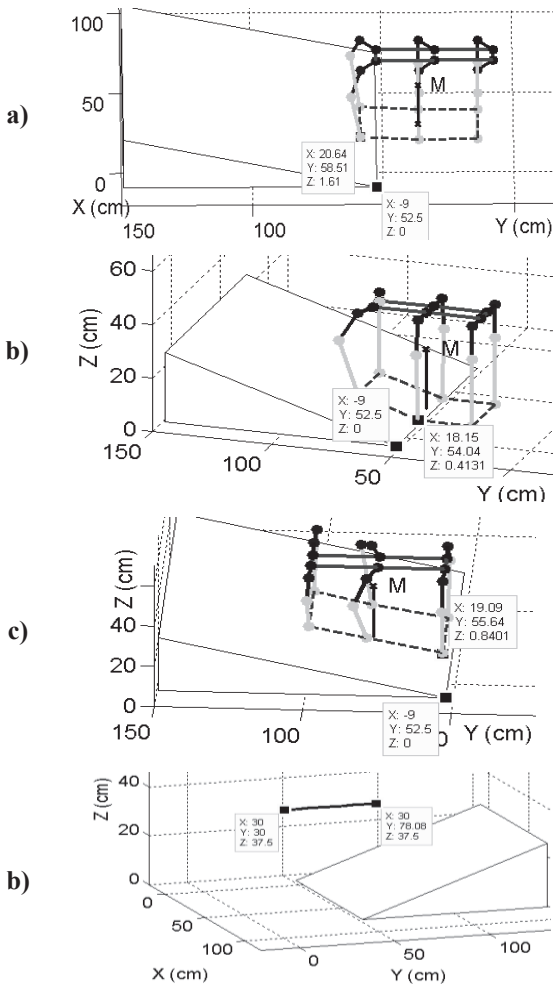 a)
100
50
0
X (cm)
150
100
Y (cm)
M
X: 20.64
Y: 58.51
Z: 1.61
X: -9
Y: 52.5
Z: 0
b)
Z (cm)
60
40
20
0
150
100
50
Y (cm)
M
X: -9
Y: 52.5
Z: 0
X: 18.15
Y: 54.04
Z: 0.4131
c)
Z (cm)
60
40
20
0
150
100
Y (cm)
M
X: 19.09
Y: 55.64
Z: 0.8401
X: -9
Y: 52.5
Z: 0
b)
Z (cm)
40
20
0
X: 30
Y: 30
Z: 37.5
X: 30
Y: 78.08
Z: 37.5
0
50
100
X (cm)
0
50
100
Y (cm)